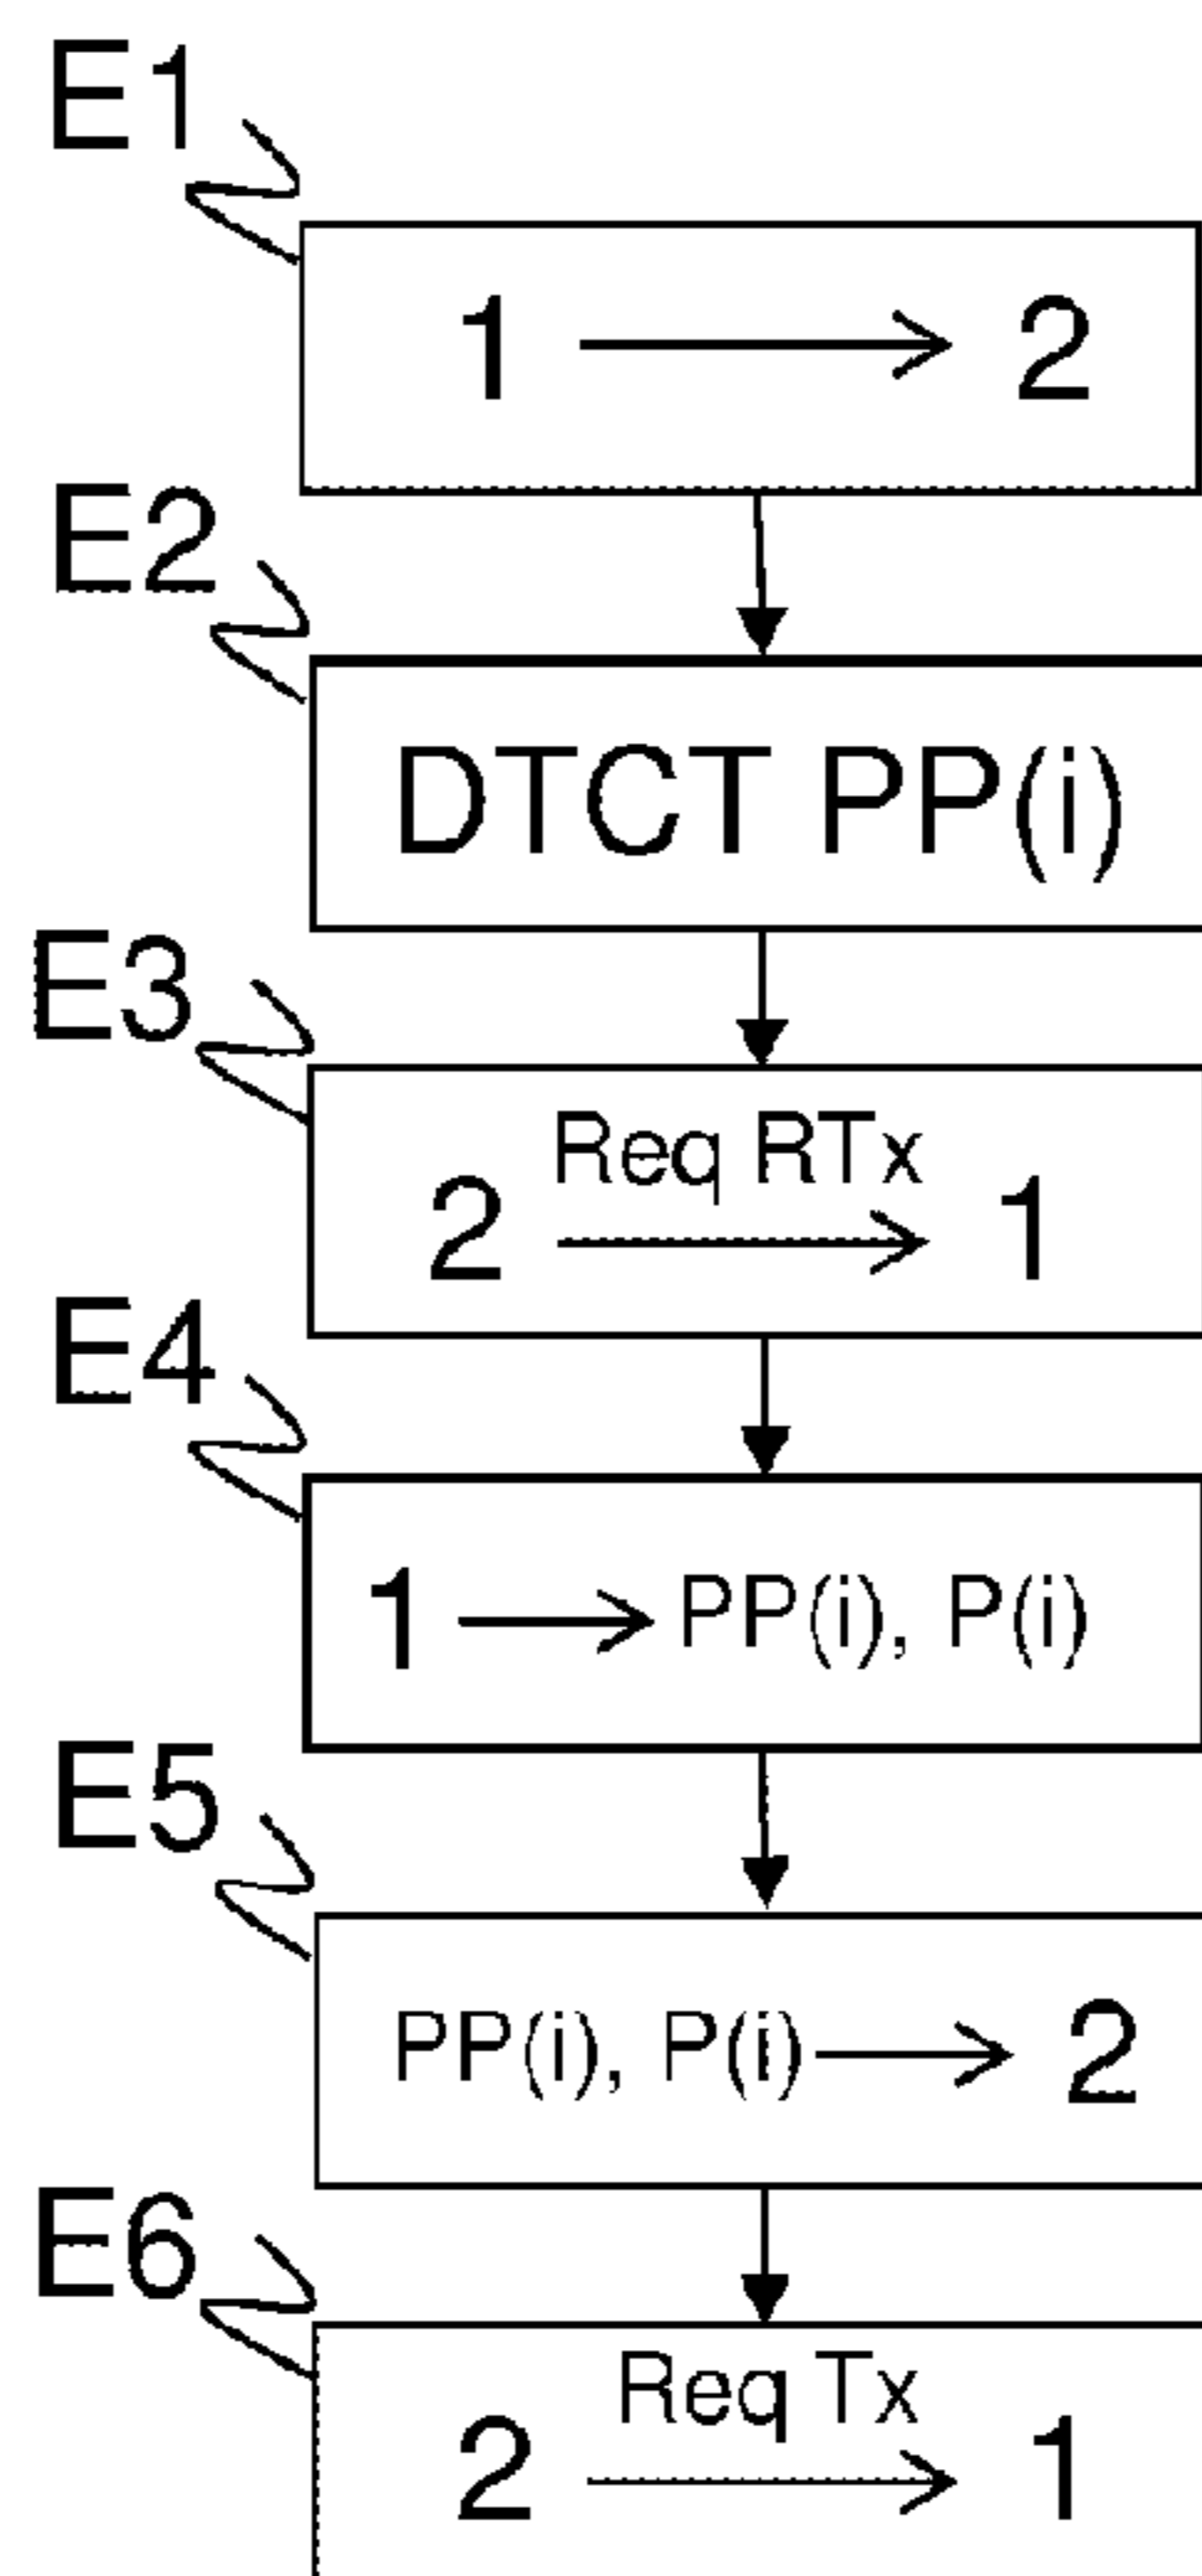 E1
1 → 2
E2
DTCT PP(i)
E3
Req RTx
2 → 1
E4
1 → PP(i), P(i)
E5
PP(i), P(i) → 2
E6
Req Tx
2 → 1